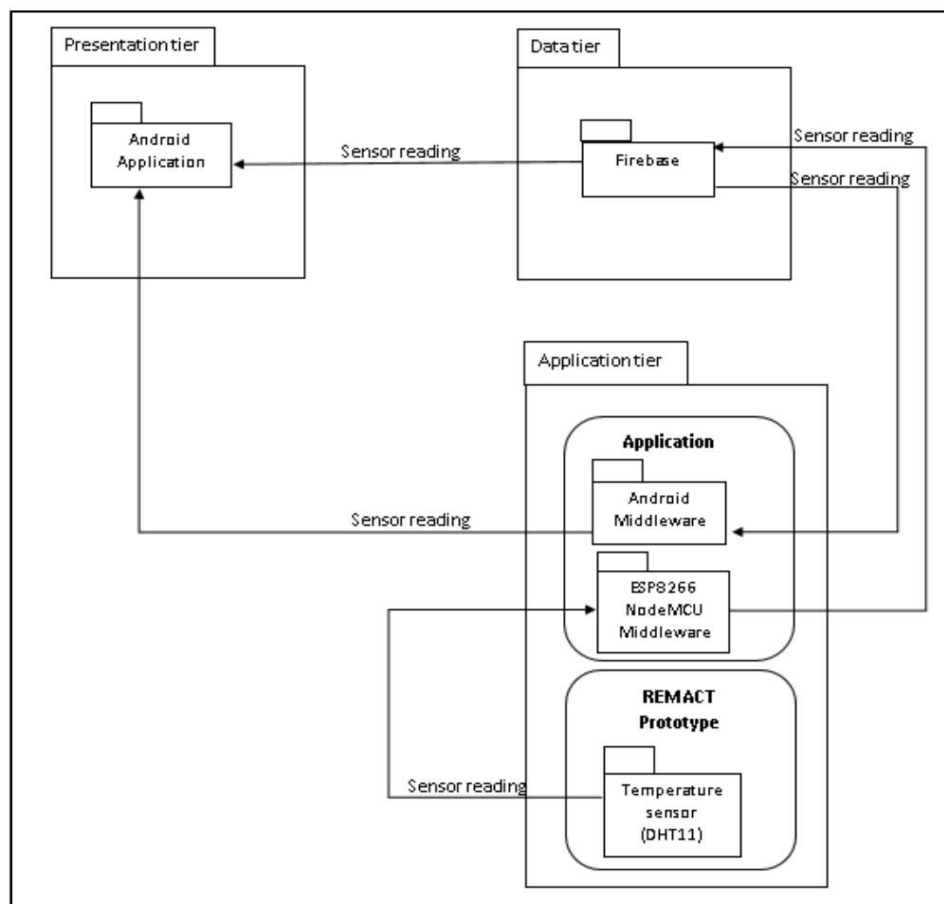 Presentation tier
Data tier
Android
Application
Sensor reading
Firebase
Sensor reading
Sensor reading
Application tier
Application
Android
Middleware
Sensor reading
ESP8266
NodeMCU
Middleware
REMACT
Prototype
Sensor reading
Temperature
sensor
(DHT11)